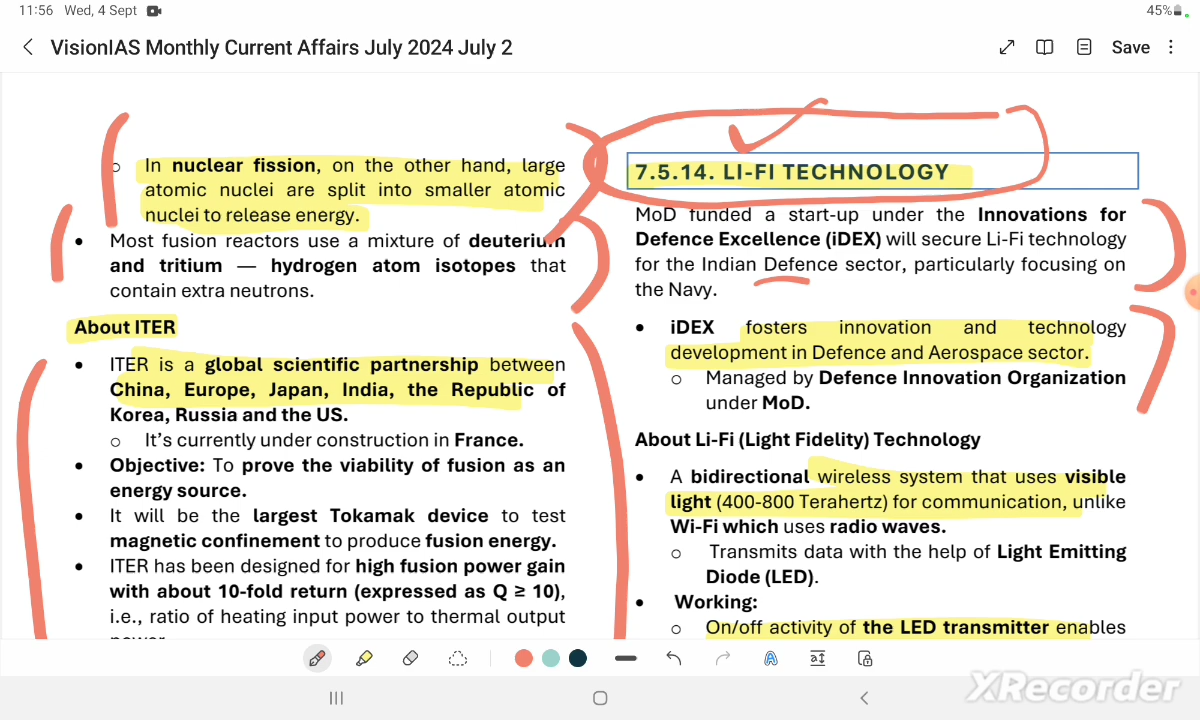 11:56 Wed, 4 Sept
45%
VisionIAS Monthly Current Affairs July 2024 July 2
Save
o In nuclear fission, on the other hand, large
atomic nuclei are split into smaller atomic
nuclei to release energy.
• Most fusion reactors use a mixture of deuterium
and tritium — hydrogen atom isotopes that
contain extra neutrons.
About ITER
• ITER is a global scientific partnership between
China, Europe, Japan, India, the Republic of
Korea, Russia and the US.
o It's currently under construction in France.
• Objective: To prove the viability of fusion as an
energy source.
• It will be the largest Tokamak device to test
magnetic confinement to produce fusion energy.
• ITER has been designed for high fusion power gain
with about 10-fold return (expressed as Q ≥ 10),
i.e., ratio of heating input power to thermal output
power.
7.5.14. LI-FI TECHNOLOGY
MoD funded a start-up under the Innovations for
Defence Excellence (iDEX) will secure Li-Fi technology
for the Indian Defence sector, particularly focusing on
the Navy.
• iDEX fosters innovation and technology
development in Defence and Aerospace sector.
o Managed by Defence Innovation Organization
under MoD.
About Li-Fi (Light Fidelity) Technology
• A bidirectional wireless system that uses visible
light (400-800 Terahertz) for communication, unlike
Wi-Fi which uses radio waves.
o Transmits data with the help of Light Emitting
Diode (LED).
• Working:
o On/off activity of the LED transmitter enables
XRecorder